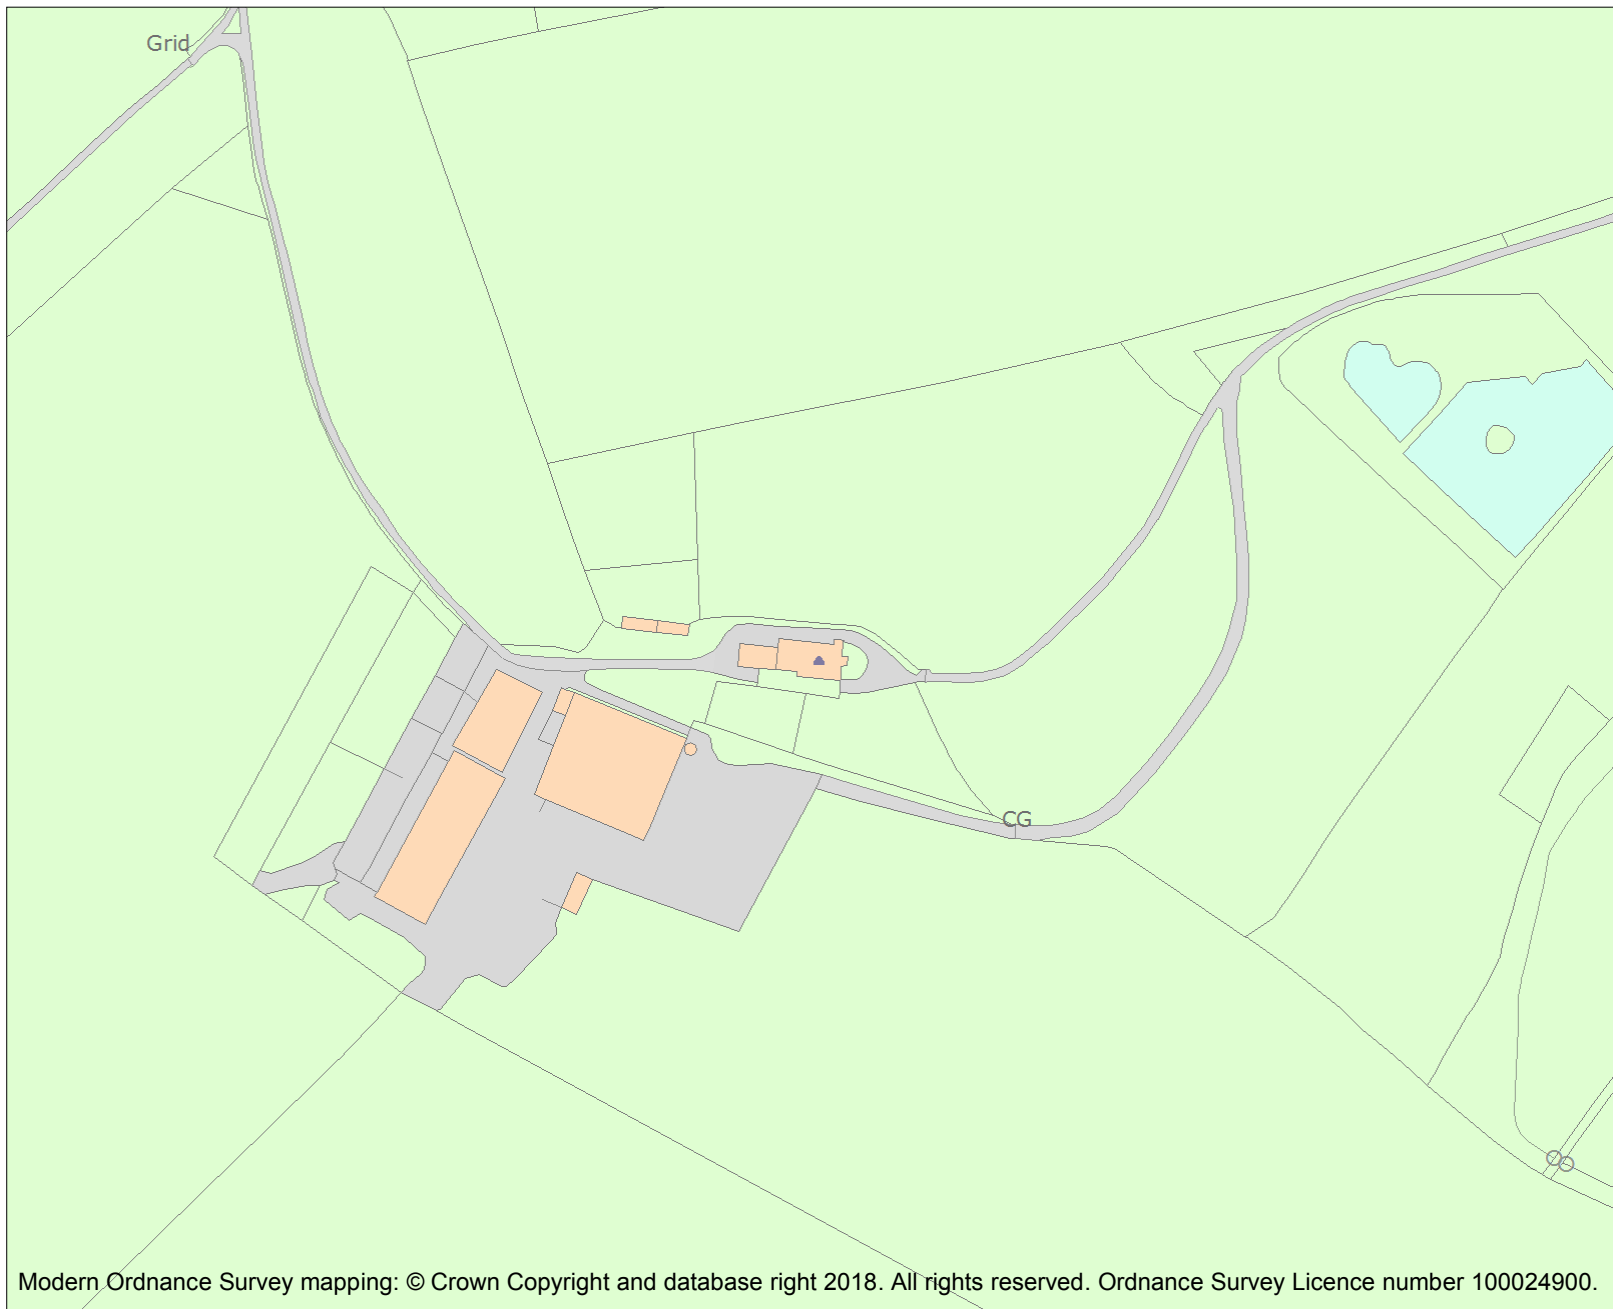 Grid
CG
Modern Ordnance Survey mapping: © Crown Copyright and database right 2018. All rights reserved. Ordnance Survey Licence number 100024900.